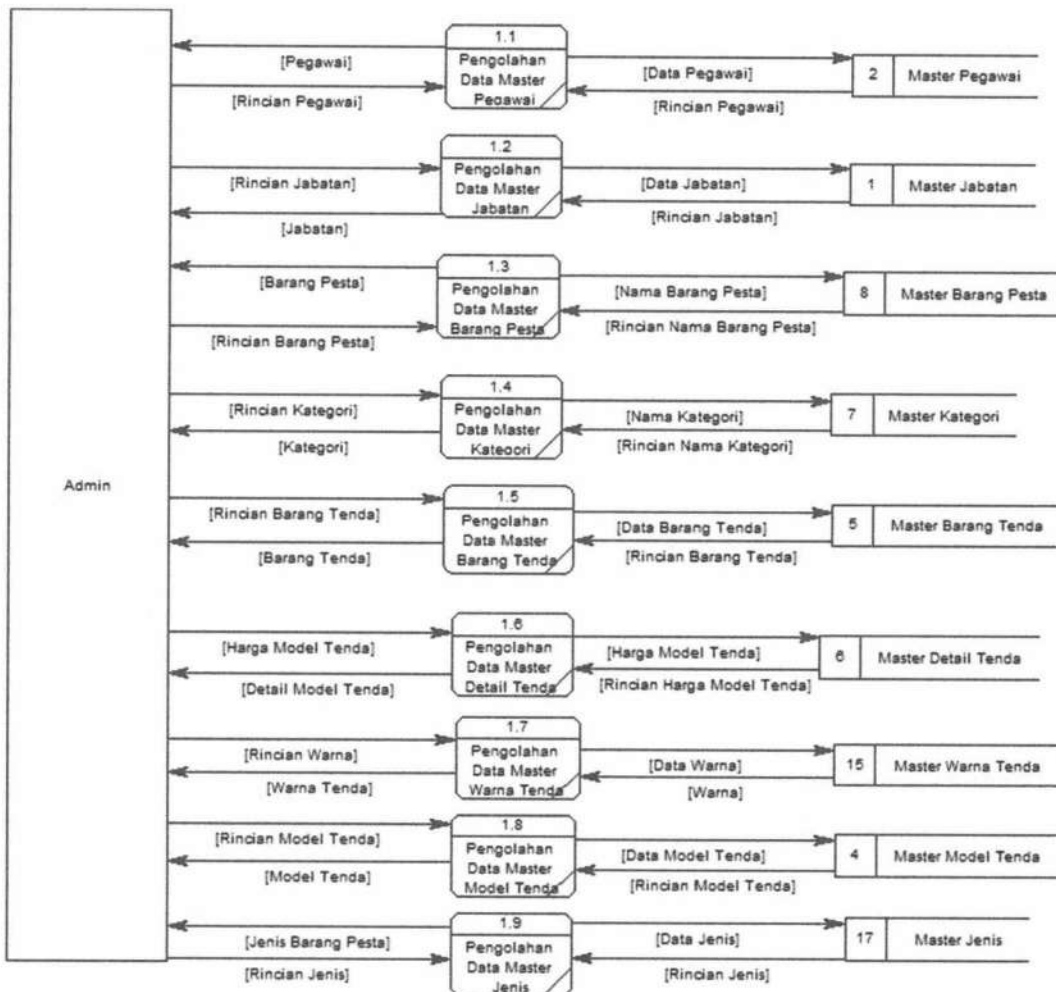 Admin
1.1
Pengolahan
Data Master
Pegawai
[Pegawai]
[Rincian Pegawai]
[Data Pegawai]
[Rincian Pegawai]
2 Master Pegawai
1.2
Pengolahan
Data Master
Jabatan
[Rincian Jabatan]
[Jabatan]
[Data Jabatan]
[Rincian Jabatan]
1 Master Jabatan
1.3
Pengolahan
Data Master
Barang Pesta
[Barang Pesta]
[Rincian Barang Pesta]
[Nama Barang Pesta]
[Rincian Nama Barang Pesta]
8 Master Barang Pesta
1.4
Pengolahan
Data Master
Kategori
[Rincian Kategori]
[Kategori]
[Nama Kategori]
[Rincian Nama Kategori]
7 Master Kategori
1.5
Pengolahan
Data Master
Barang Tenda
[Rincian Barang Tenda]
[Barang Tenda]
[Data Barang Tenda]
[Rincian Barang Tenda]
5 Master Barang Tenda
1.6
Pengolahan
Data Master
Detail Tenda
[Harga Model Tenda]
[Detail Model Tenda]
[Harga Model Tenda]
[Rincian Harga Model Tenda]
6 Master Detail Tenda
1.7
Pengolahan
Data Master
Warna Tenda
[Rincian Warna]
[Warna Tenda]
[Data Warna]
[Warna]
15 Master Warna Tenda
1.8
Pengolahan
Data Master
Model Tenda
[Rincian Model Tenda]
[Model Tenda]
[Data Model Tenda]
[Rincian Model Tenda]
4 Master Model Tenda
1.9
Pengolahan
Data Master
Jenis
[Jenis Barang Pesta]
[Rincian Jenis]
[Data Jenis]
[Rincian Jenis]
17 Master Jenis